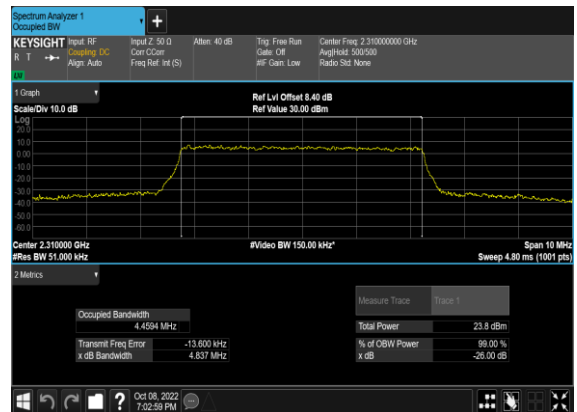 Spectrum Analyzer 1
Occupied BW
+
KEYSIGHT Input: RF Input Z: 50 Ω Atten: 40 dB Trig: Free Run Center Freq: 2.310000000 GHz
R T Coupling: DC Corr CCorr Gate: Off Avg|Hold: 500/500
Align: Auto Freq Ref: Int (S) #IF Gain: Low Radio Std: None
LW
1 Graph
Ref Lvl Offset 8.40 dB
Scale/Div 10.0 dB Ref Value 30.00 dBm
Log
20.0
10.0
0.00
-10.0
-20.0
-30.0
-40.0
-50.0
-60.0
Center 2.310000 GHz #Video BW 150.00 kHz* Span 10 MHz
#Res BW 51.000 kHz Sweep 4.80 ms (1001 pts)
2 Metrics
Measure Trace Trace 1
Occupied Bandwidth
4.4594 MHz Total Power 23.8 dBm
Transmit Freq Error -13.600 kHz % of OBW Power 99.00 %
x dB Bandwidth 4.837 MHz x dB -26.00 dB
? Oct 08, 2022
7:02:59 PM